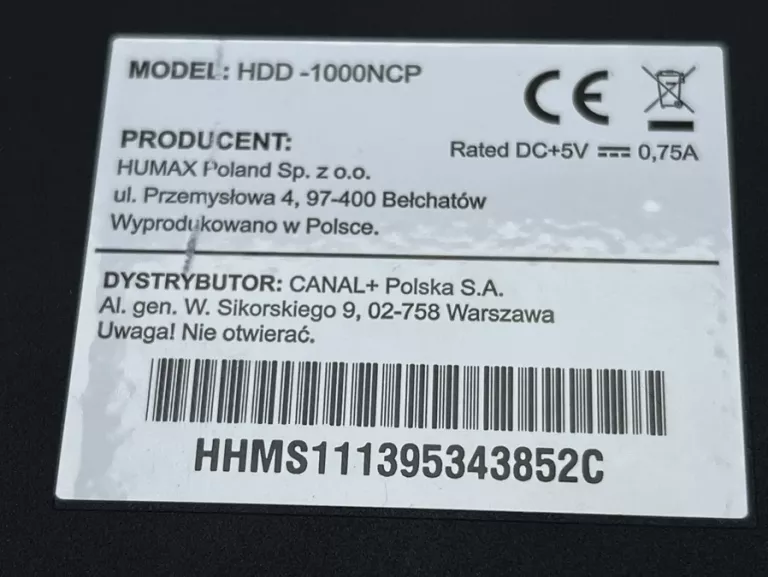 MODEL: HDD -1000NCP
CE
PRODUCENT:
Rated DC+5V ⎓ 0,75A
HUMAX Poland Sp. z o.o.
ul. Przemysłowa 4, 97-400 Bełchatów
Wyprodukowano w Polsce.
DYSTRYBUTOR: CANAL+ Polska S.A.
Al. gen. W. Sikorskiego 9, 02-758 Warszawa
Uwaga! Nie otwierać.
HHMS111395343852C